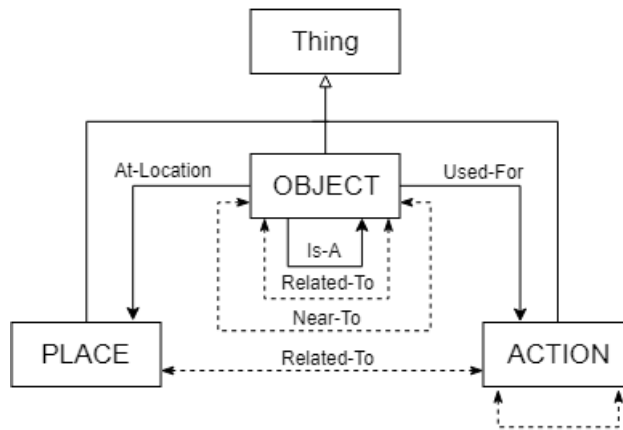 Thing
At-Location
OBJECT
Used-For
Is-A
Related-To
Near-To
PLACE
Related-To
ACTION